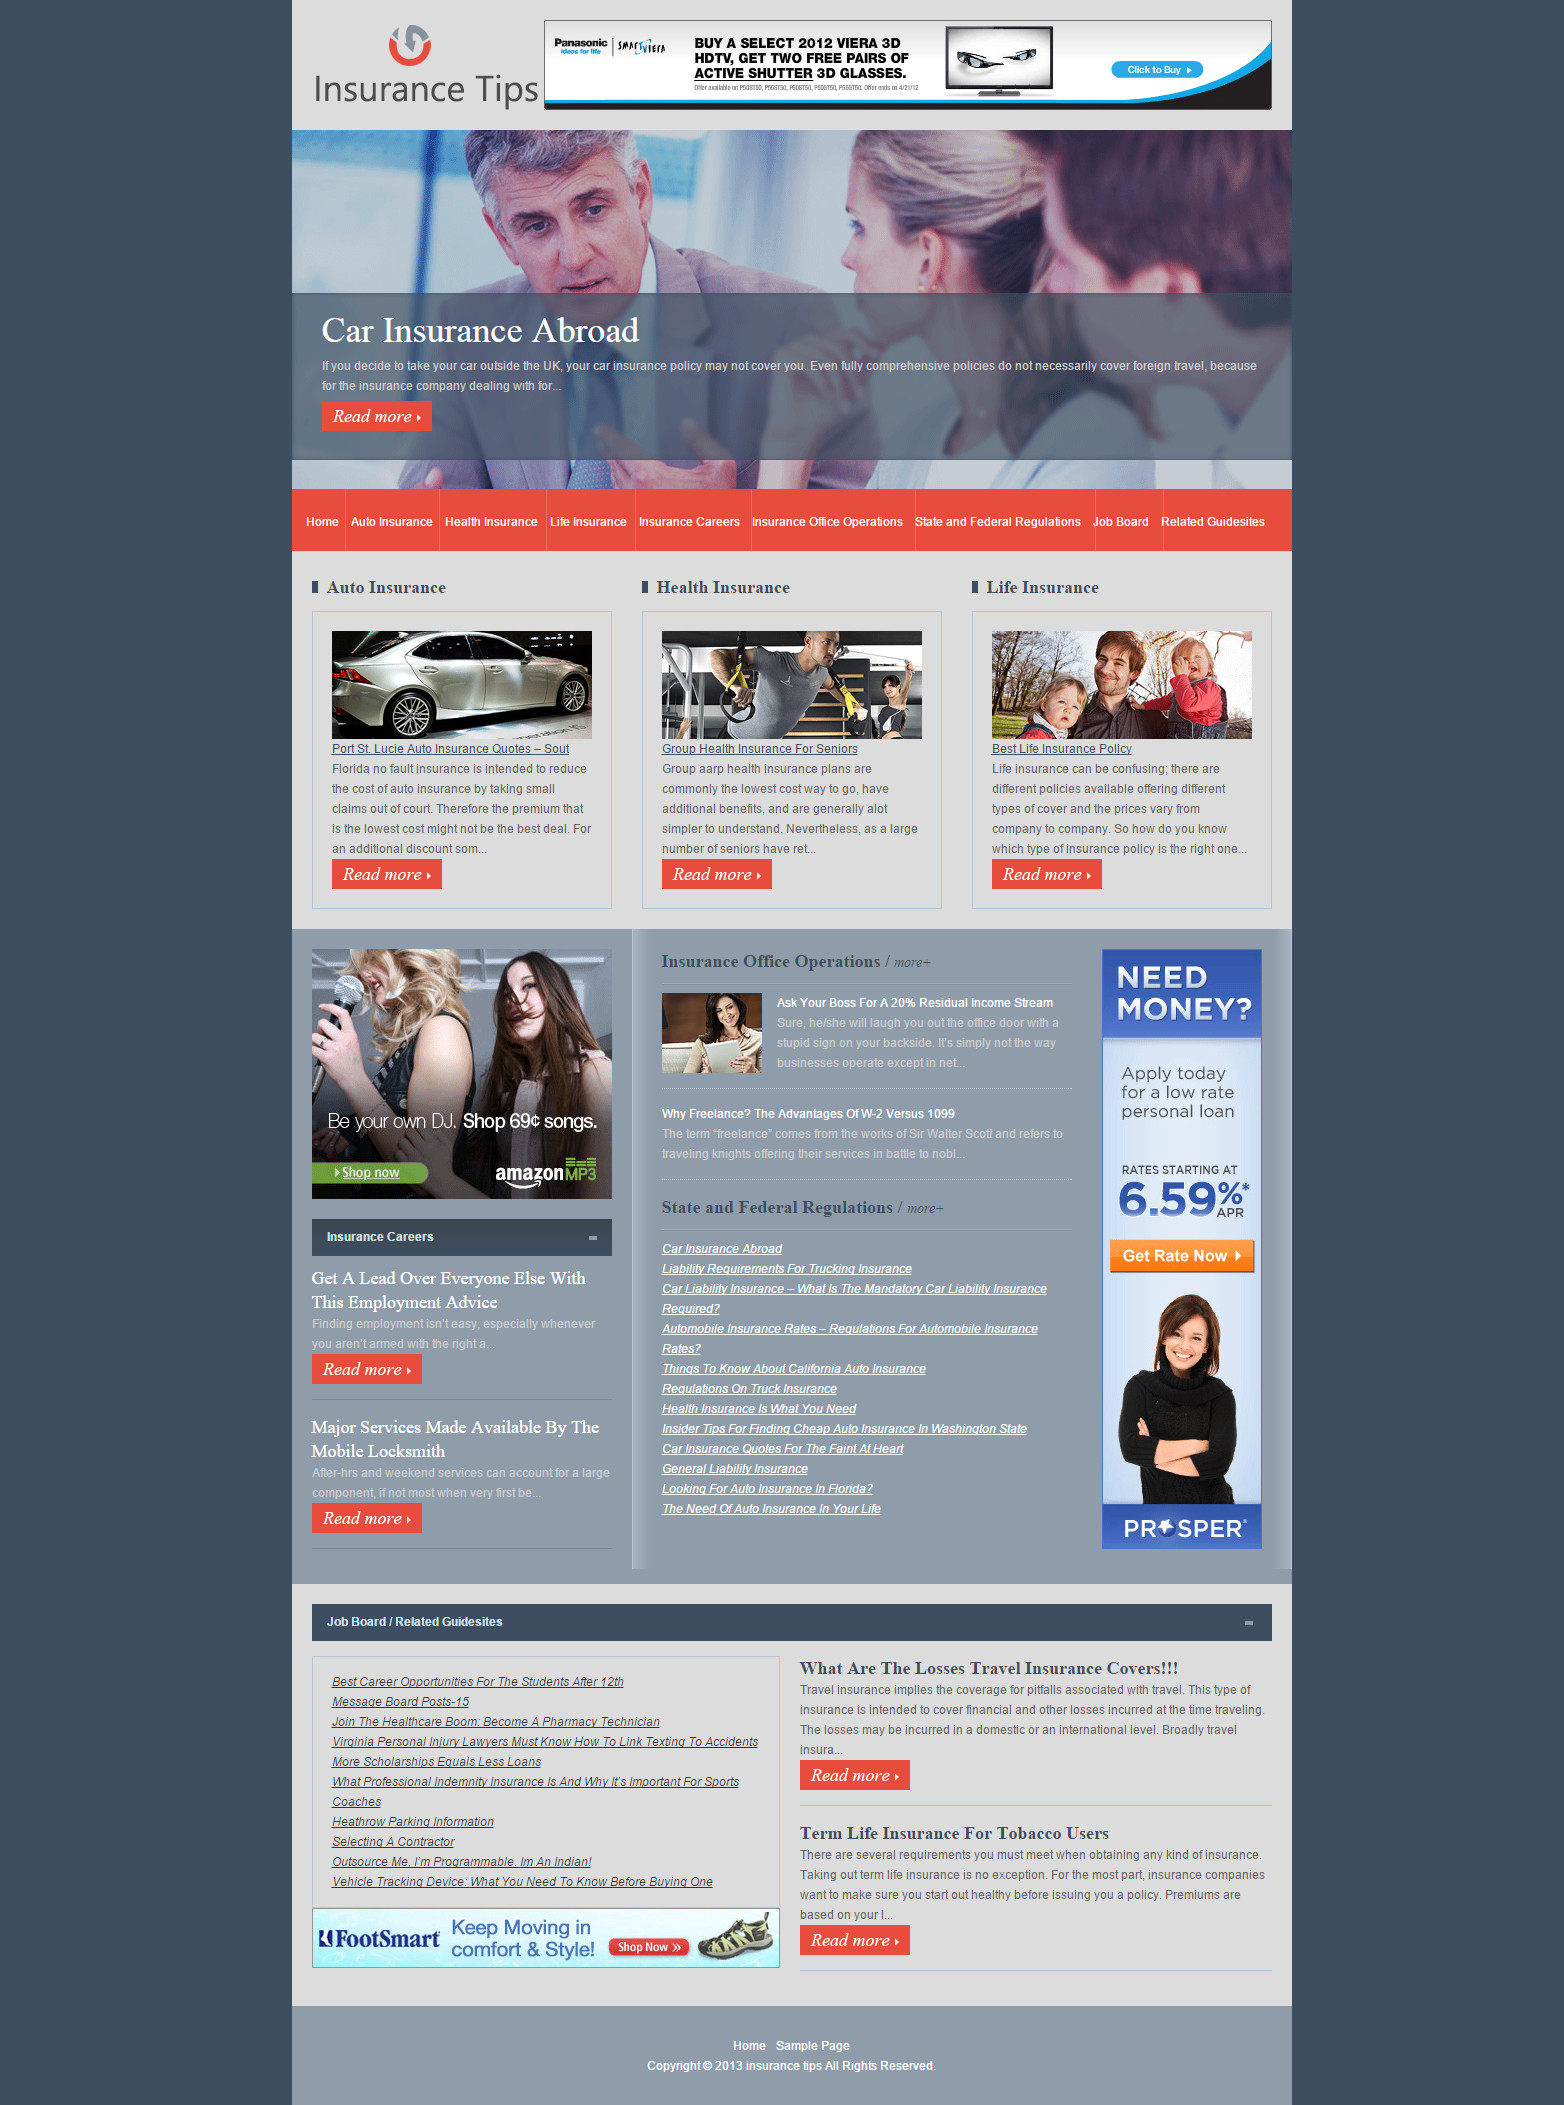 Insurance Tips
Panasonic
ideas for life
SMART VIERA
BUY A SELECT 2012 VIERA 3D
HDTV, GET TWO FREE PAIRS OF
ACTIVE SHUTTER 3D GLASSES.
Click to Buy
Car Insurance Abroad
If you decide to take your car outside the UK, your car insurance policy may not cover you. Even fully comprehensive policies do not necessarily cover foreign travel, because
for the insurance company dealing with for...
Read more
Home Auto Insurance Health Insurance Life Insurance Insurance Careers Insurance Office Operations State and Federal Regulations Job Board Related Guidesites
Auto Insurance
Port St. Lucie Auto Insurance Quotes – Sout
Florida no fault insurance is intended to reduce
the cost of auto insurance by taking small
claims out of court. Therefore the premium that
is the lowest cost might not be the best deal. For
an additional discount som...
Read more
Health Insurance
Group Health Insurance For Seniors
Group aarp health insurance plans are
commonly the lowest cost way to go, have
additional benefits, and are generally alot
simpler to understand. Nevertheless, as a large
number of seniors have ret...
Read more
Life Insurance
Best Life Insurance Policy
Life insurance can be confusing; there are
different policies available offering different
types of cover and the prices vary from
company to company. So how do you know
which type of insurance policy is the right one...
Read more
Be your own DJ. Shop 69¢ songs.
Shop now
amazon MP3
Insurance Careers
Get A Lead Over Everyone Else With
This Employment Advice
Finding employment isn't easy, especially whenever
you aren't armed with the right a...
Read more
Major Services Made Available By The
Mobile Locksmith
After-hrs and weekend services can account for a large
component, if not most when very first be...
Read more
Insurance Office Operations / more+
Ask Your Boss For A 20% Residual Income Stream
Sure, he/she will laugh you out the office door with a
stupid sign on your backside. It's simply not the way
businesses operate except in net...
Why Freelance? The Advantages Of W-2 Versus 1099
The term "freelance" comes from the works of Sir Walter Scott and refers to
traveling knights offering their services in battle to nobl...
State and Federal Regulations / more+
Car Insurance Abroad
Liability Requirements For Trucking Insurance
Car Liability Insurance – What Is The Mandatory Car Liability Insurance
Required?
Automobile Insurance Rates – Regulations For Automobile Insurance
Rates?
Things To Know About California Auto Insurance
Regulations On Truck Insurance
Health Insurance Is What You Need
Insider Tips For Finding Cheap Auto Insurance In Washington State
Car Insurance Quotes For The Faint At Heart
General Liability Insurance
Looking For Auto Insurance In Florida?
The Need Of Auto Insurance In Your Life
NEED
MONEY?
Apply today
for a low rate
personal loan
RATES STARTING AT
6.59%*
APR
Get Rate Now
PROSPER
Job Board / Related Guidesites
Best Career Opportunities For The Students After 12th
Message Board Posts-15
Join The Healthcare Boom: Become A Pharmacy Technician
Virginia Personal Injury Lawyers Must Know How To Link Texting To Accidents
More Scholarships Equals Less Loans
What Professional Indemnity Insurance Is And Why It's Important For Sports
Coaches
Heathrow Parking Information
Selecting A Contractor
Outsource Me, I'm Programmable, Im An Indian!
Vehicle Tracking Device: What You Need To Know Before Buying One
FootSmart
Keep Moving in
comfort & Style!
Shop Now
What Are The Losses Travel Insurance Covers!!!
Travel insurance implies the coverage for pitfalls associated with travel. This type of
insurance is intended to cover financial and other losses incurred at the time traveling.
The losses may be incurred in a domestic or an international level. Broadly travel
insura...
Read more
Term Life Insurance For Tobacco Users
There are several requirements you must meet when obtaining any kind of insurance.
Taking out term life insurance is no exception. For the most part, insurance companies
want to make sure you start out healthy before issuing you a policy. Premiums are
based on your l...
Read more
Home Sample Page
Copyright © 2013 insurance tips All Rights Reserved.